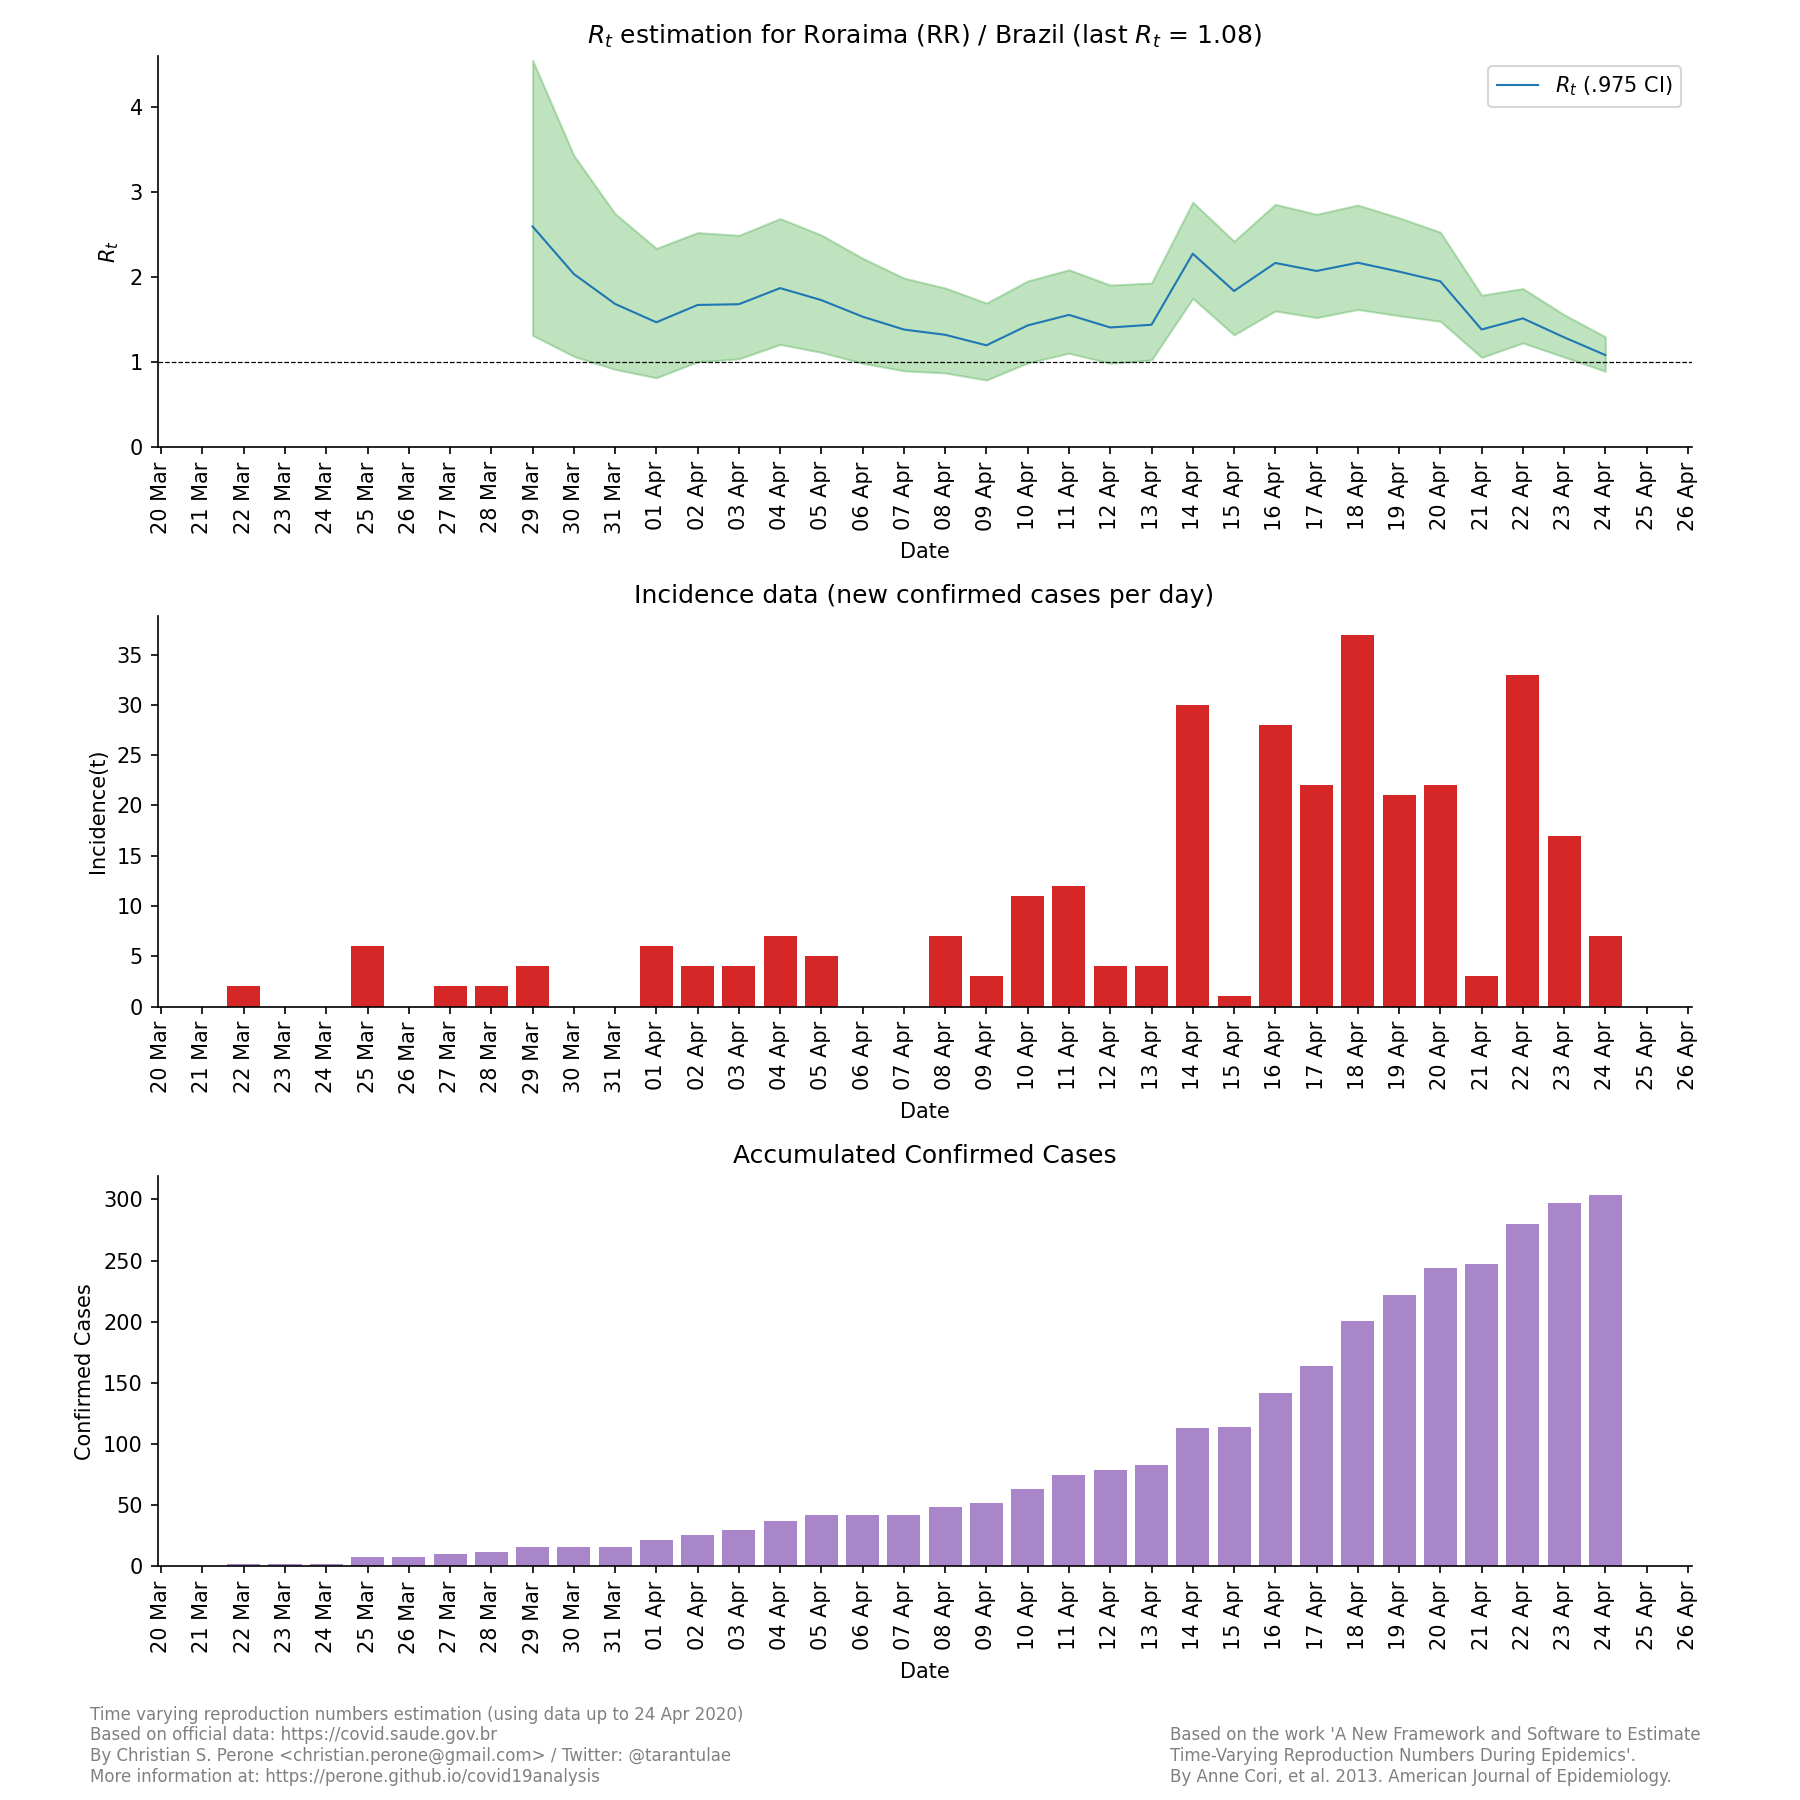 Rt estimation for Roraima (RR) / Brazil (last Rt = 1.08)
Rt (.975 CI)
Rt
4
3
2
1
0
20 Mar 21 Mar 22 Mar 23 Mar 24 Mar 25 Mar 26 Mar 27 Mar 28 Mar 29 Mar 30 Mar 31 Mar 01 Apr 02 Apr 03 Apr 04 Apr 05 Apr 06 Apr 07 Apr 08 Apr 09 Apr 10 Apr 11 Apr 12 Apr 13 Apr 14 Apr 15 Apr 16 Apr 17 Apr 18 Apr 19 Apr 20 Apr 21 Apr 22 Apr 23 Apr 24 Apr 25 Apr 26 Apr
Date
Incidence data (new confirmed cases per day)
Incidence(t)
35
30
25
20
15
10
5
0
20 Mar 21 Mar 22 Mar 23 Mar 24 Mar 25 Mar 26 Mar 27 Mar 28 Mar 29 Mar 30 Mar 31 Mar 01 Apr 02 Apr 03 Apr 04 Apr 05 Apr 06 Apr 07 Apr 08 Apr 09 Apr 10 Apr 11 Apr 12 Apr 13 Apr 14 Apr 15 Apr 16 Apr 17 Apr 18 Apr 19 Apr 20 Apr 21 Apr 22 Apr 23 Apr 24 Apr 25 Apr 26 Apr
Date
Accumulated Confirmed Cases
Confirmed Cases
300
250
200
150
100
50
0
20 Mar 21 Mar 22 Mar 23 Mar 24 Mar 25 Mar 26 Mar 27 Mar 28 Mar 29 Mar 30 Mar 31 Mar 01 Apr 02 Apr 03 Apr 04 Apr 05 Apr 06 Apr 07 Apr 08 Apr 09 Apr 10 Apr 11 Apr 12 Apr 13 Apr 14 Apr 15 Apr 16 Apr 17 Apr 18 Apr 19 Apr 20 Apr 21 Apr 22 Apr 23 Apr 24 Apr 25 Apr 26 Apr
Date
Time varying reproduction numbers estimation (using data up to 24 Apr 2020)
Based on official data: https://covid.saude.gov.br
By Christian S. Perone <christian.perone@gmail.com> / Twitter: @tarantulae
More information at: https://perone.github.io/covid19analysis
Based on the work 'A New Framework and Software to Estimate
Time-Varying Reproduction Numbers During Epidemics'.
By Anne Cori, et al. 2013. American Journal of Epidemiology.